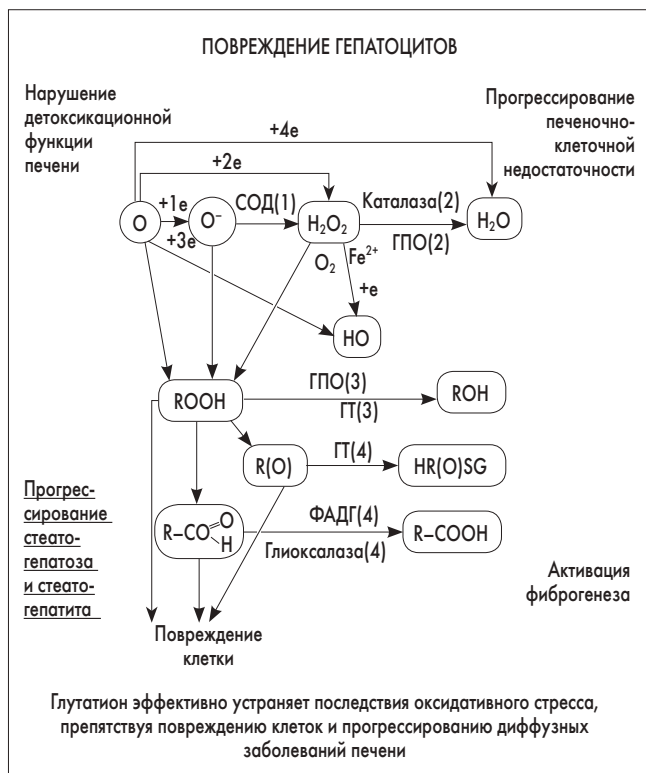 ПОВРЕЖДЕНИЕ ГЕПАТОЦИТОВ
Нарушение
детоксикационной
функции
печени
Прогрессирование
печеночно-
клеточной
недостаточности
+4e
+2e
+1e
СОД(1)
Каталаза(2)
O
O⁻
H₂O₂
H₂O
+3e
ГПО(2)
O₂
Fe²⁺
+e
HO
ГПО(3)
ROOH
ROH
ГТ(3)
ГТ(4)
R(O)
HR(O)SG
Прогрес-
сирование
стеато-
гепатоза
и стеато-
гепатита
O
R–CO
H
ФАДГ(4)
R–COOH
Глиоксалаза(4)
Активация
фиброгенеза
Повреждение
клетки
Глутатион эффективно устраняет последствия оксидативного стресса,
препятствуя повреждению клеток и прогрессированию диффузных
заболеваний печени